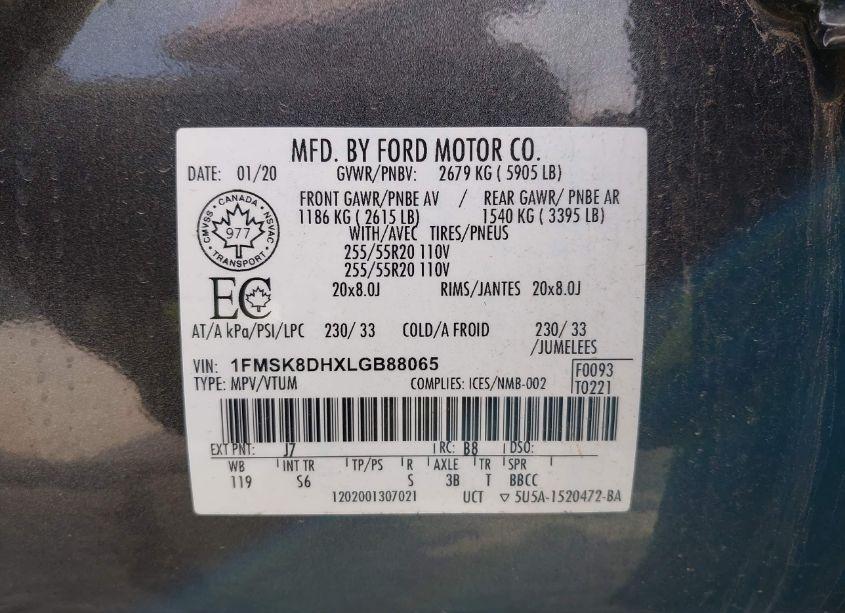 MFD. BY FORD MOTOR CO.
DATE: 01/20 GVWR/PNBV: 2679 KG ( 5905 LB)
FRONT GAWR/PNBE AV / REAR GAWR/ PNBE AR
1186 KG ( 2615 LB) 1540 KG ( 3395 LB)
WITH/AVEC TIRES/PNEUS
255/55R20 110V
255/55R20 110V
20x8.0J RIMS/JANTES 20x8.0J
CANADA
CMVSS NSVAC
977
TRANSPORT
EC
AT/A kPa/PSI/LPC 230/ 33 COLD/A FROID 230/ 33
/JUMELEES
VIN: 1FMSK8DHXLGB88065
F0093
TYPE: MPV/VTUM COMPLIES: ICES/NMB-002
T0221
EXT PNT: J7 RC: B8 DSO:
WB INT TR TP/PS R AXLE TR SPR
119 S6 S 3B T BBCC
1202001307021 UCT ▽ 5U5A-1520472-BA